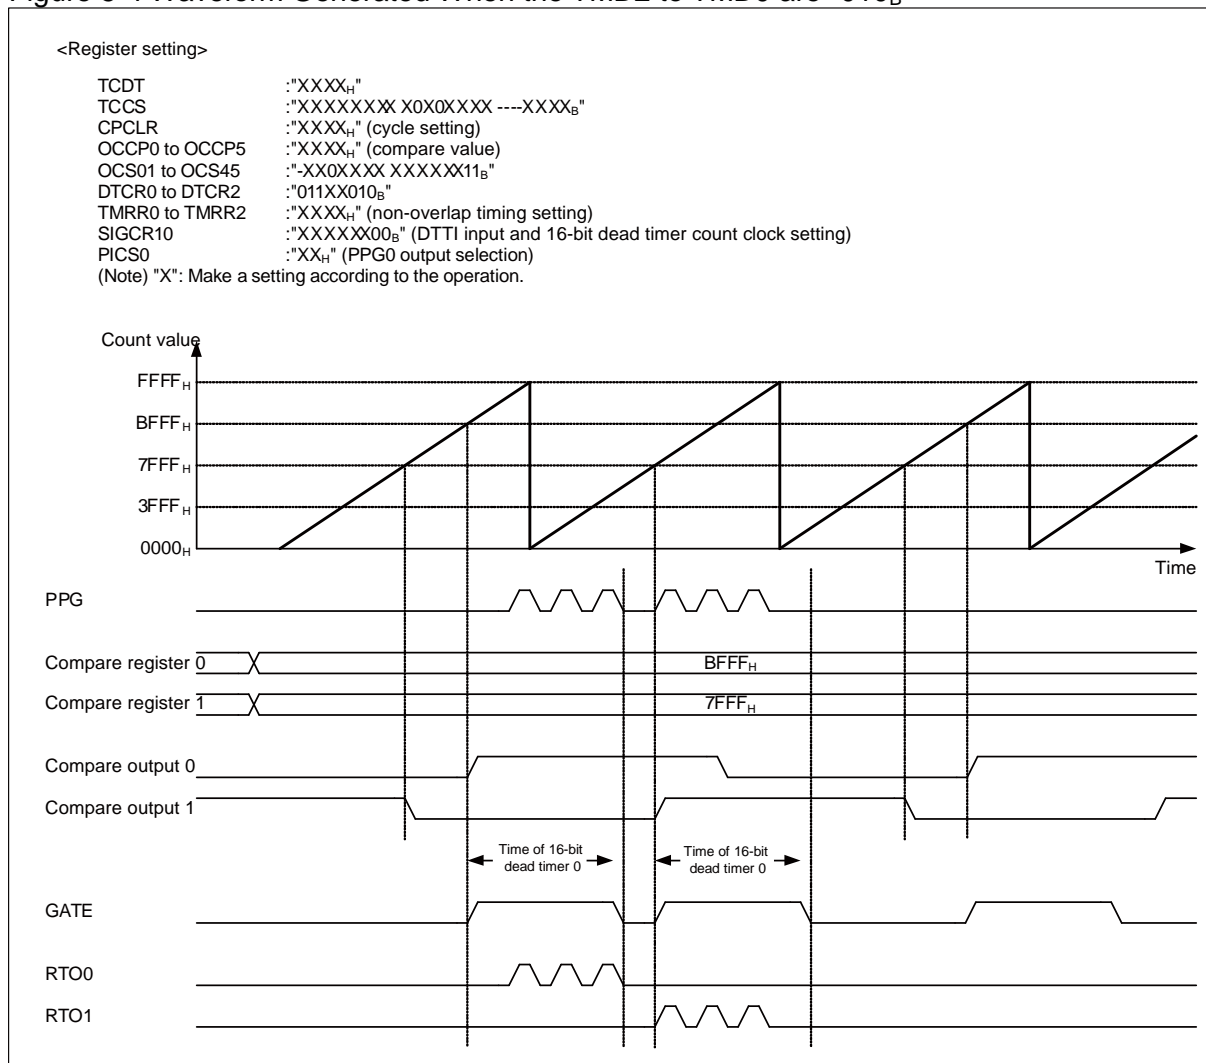 <Register setting>
TCDT :"XXXXH"
TCCS :"XXXXXXXX X0X0XXXX ----XXXXB"
CPCLR :"XXXXH" (cycle setting)
OCCP0 to OCCP5 :"XXXXH" (compare value)
OCS01 to OCS45 :"-XX0XXXX XXXXXX11B"
DTCR0 to DTCR2 :"011XX010B"
TMRR0 to TMRR2 :"XXXXH" (non-overlap timing setting)
SIGCR10 :"XXXXXX00B" (DTTI input and 16-bit dead timer count clock setting)
PICS0 :"XXH" (PPG0 output selection)
(Note) "X": Make a setting according to the operation.
Count value
FFFFH
BFFFH
7FFFH
3FFFH
0000H
Time
PPG
Compare register 0 BFFFH
Compare register 1 7FFFH
Compare output 0
Compare output 1
Time of 16-bit Time of 16-bit
dead timer 0 dead timer 0
GATE
RTO0
RTO1